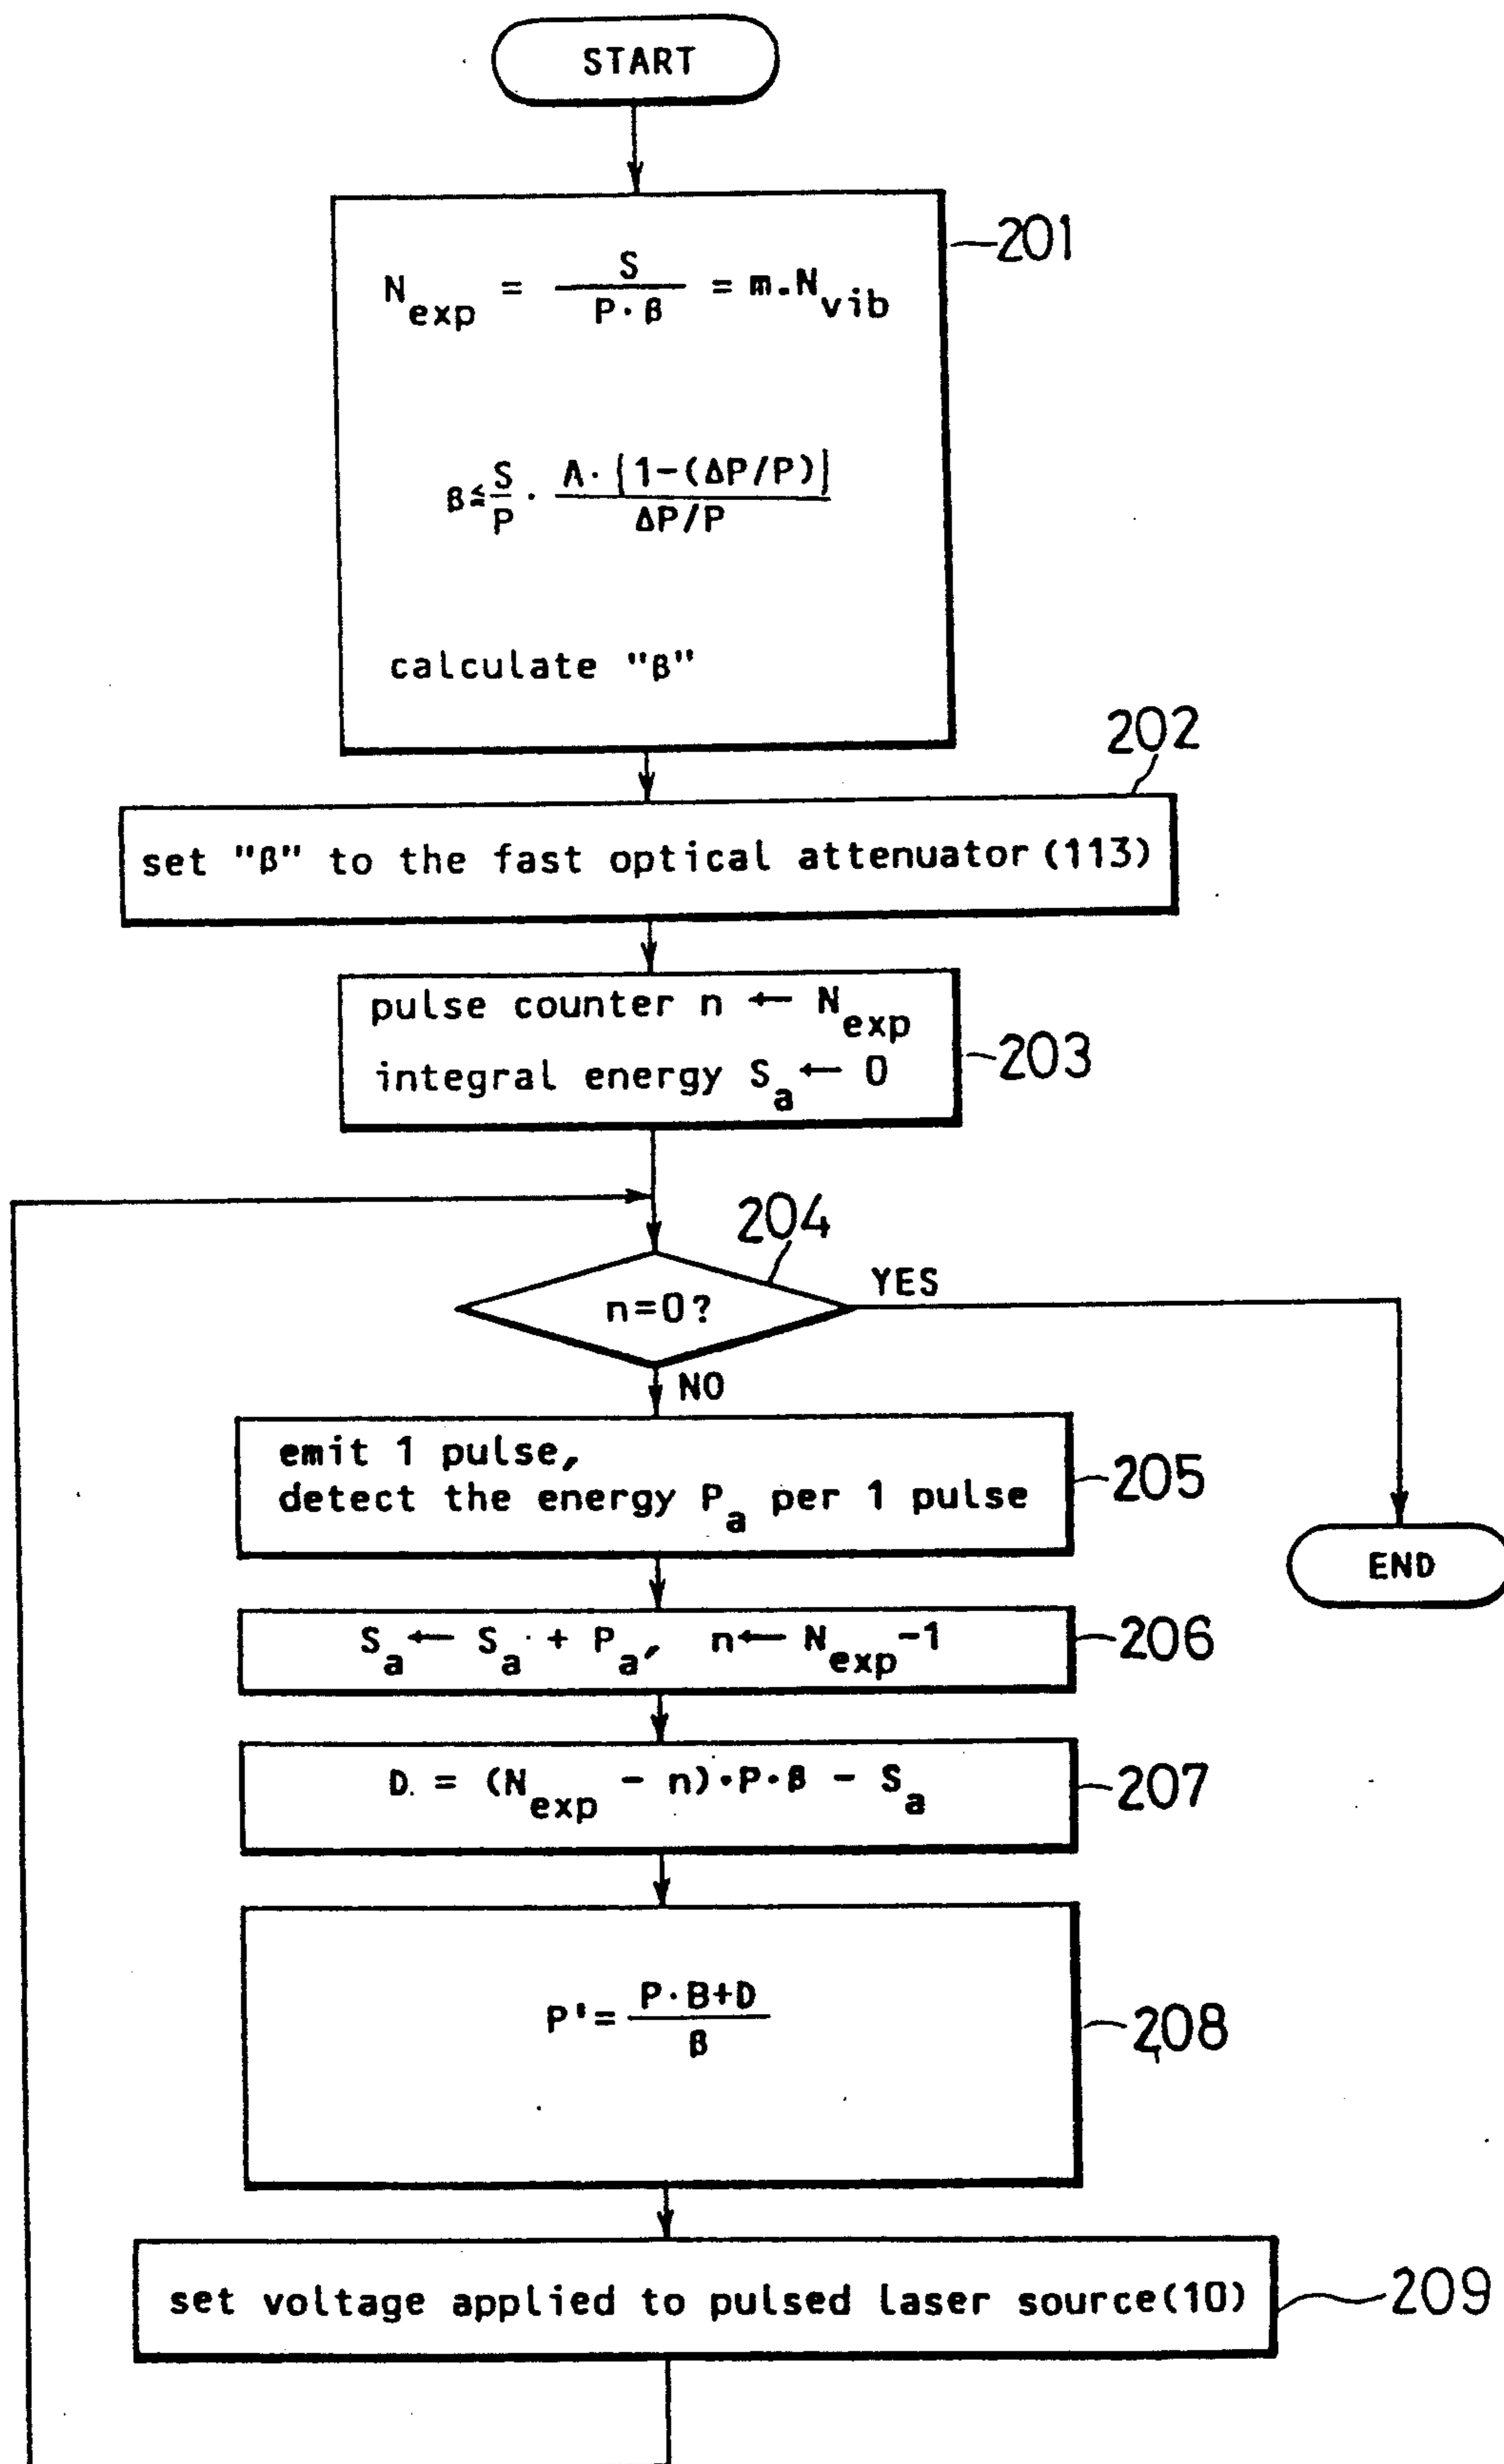 START
201
N_exp = S / (P·β) = m·N_vib
β ≦ S/P · A·[1-(ΔP/P)] / (ΔP/P)
calculate "β"
202
set "β" to the fast optical attenuator(113)
pulse counter n ← N_exp
203
integral energy S_a ← 0
204
YES
n=0?
NO
emit 1 pulse,
205
detect the energy P_a per 1 pulse
END
S_a ← S_a + P_a, n ← N_exp -1
206
D = (N_exp - n)·P·β - S_a
207
P' = (P·B+D) / β
208
set voltage applied to pulsed laser source(10)
209